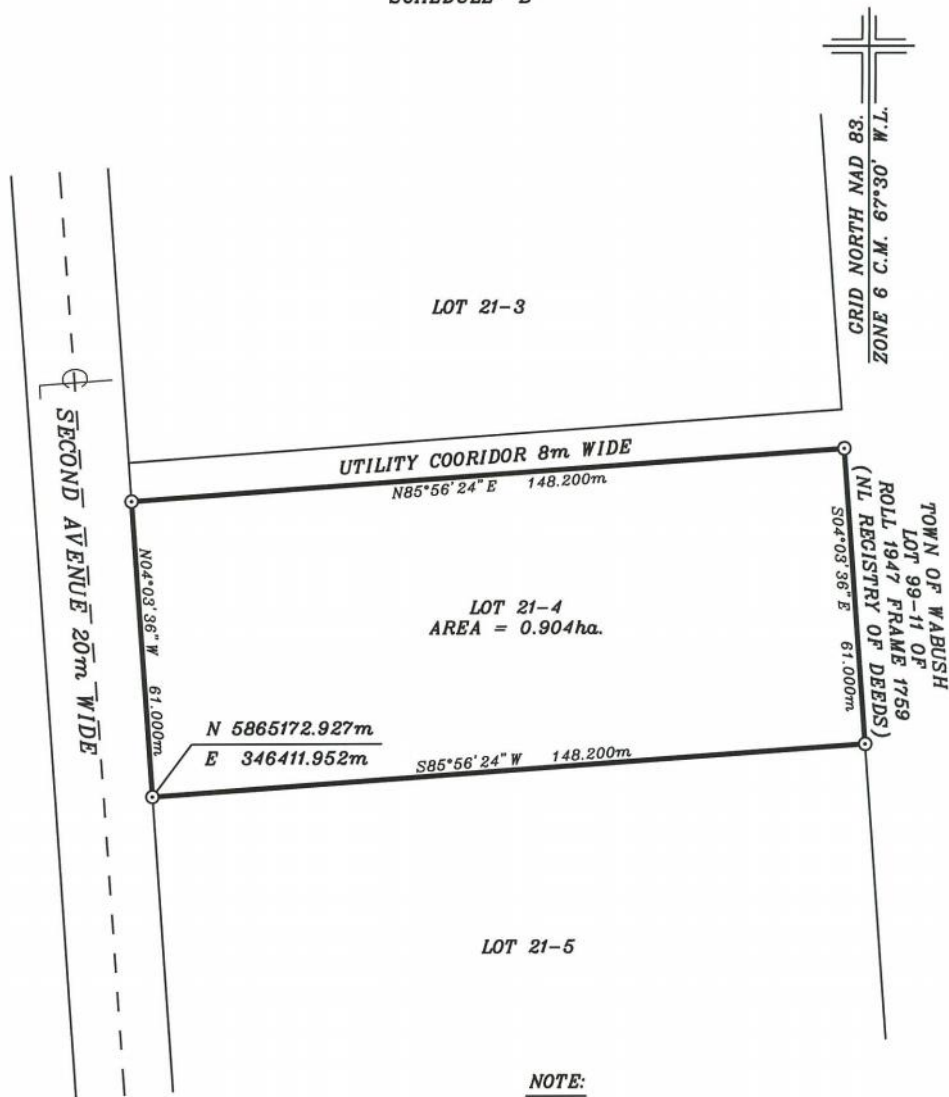 T.M. ZONE 6 C.M. 67°30'
GRID NORTH NAD 83.
LOT 21-3
UTILITY COORIDOR 8m WIDE
N85°56'24"E 148.200m
SECOND AVENUE 20m WIDE
N04°03'36"W 61.000m
LOT 21-4
AREA = 0.904ha.
S04°03'36"E 61.000m
TOWN OF WABUSH
LOT 99-11 OF
ROLL 1947 FRAME 1759
(NL REGISTRY OF DEEDS)
N 5865172.927m
E 346411.952m
S85°56'24"W 148.200m
LOT 21-5
NOTE: